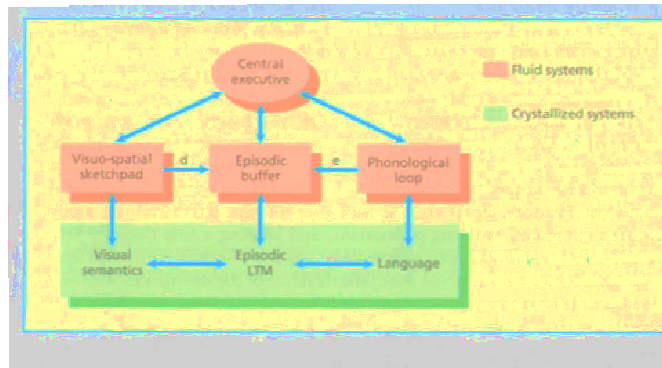 Central
executive
Fluid systems
Crystallized systems
Visuo-spatial
sketchpad
d
Episodic
buffer
e
Phonological
loop
Visual
semantics
Episodic
LTM
Language